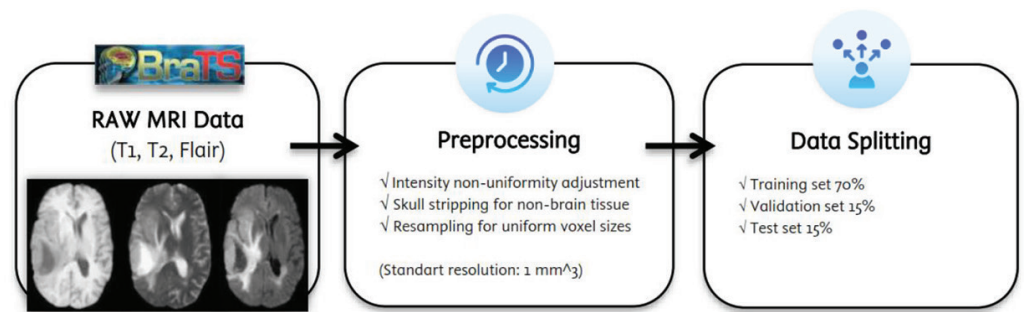 BraTS
RAW MRI Data
(T1, T2, Flair)
Preprocessing
√ Intensity non-uniformity adjustment
√ Skull stripping for non-brain tissue
√ Resampling for uniform voxel sizes
(Standart resolution: 1 mm^3)
Data Splitting
√ Training set 70%
√ Validation set 15%
√ Test set 15%